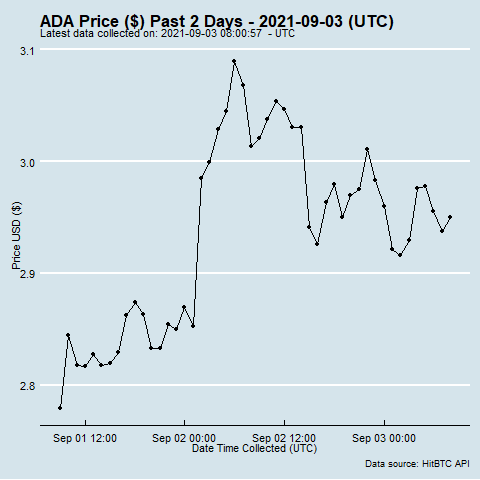 ADA Price ($) Past 2 Days - 2021-09-03 (UTC)
Latest data collected on: 2021-09-03 08:00:57 - UTC
3.1
3.0
2.9
2.8
Price USD ($)
Sep 01 12:00 Sep 02 00:00 Sep 02 12:00 Sep 03 00:00
Date Time Collected (UTC)
Data source: HitBTC API